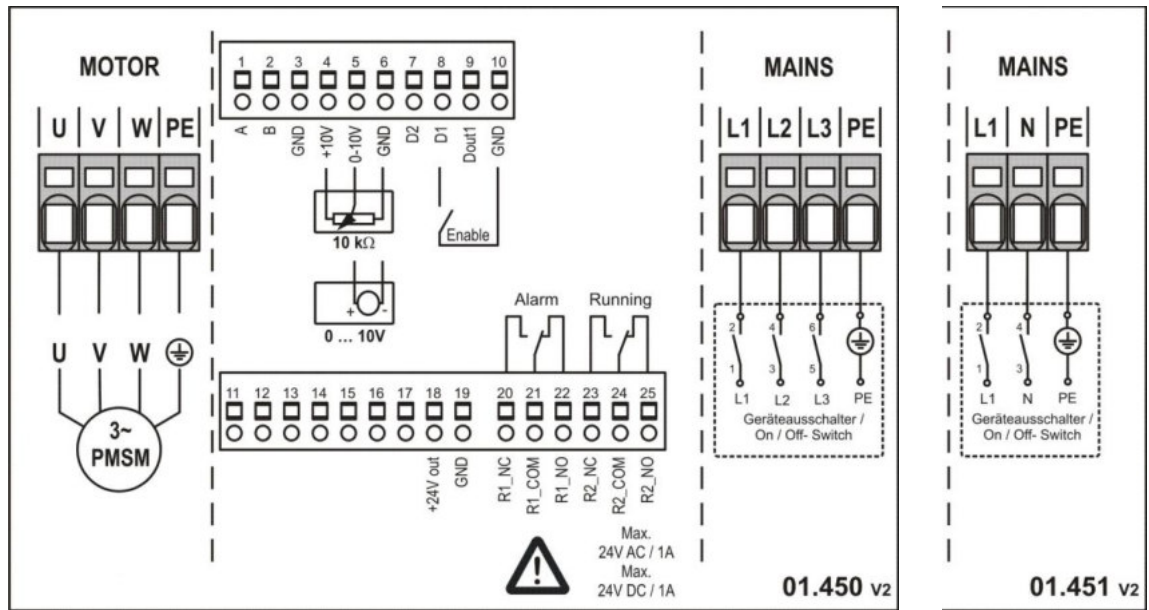 MOTOR
U V W PE
U V W
3~
PMSM
1 2 3 4 5 6 7 8 9 10
A B GND +10V 0-10V GND D2 D1 Dout1 GND
10 kΩ
Enable
+ -
0 ... 10V
Alarm Running
11 12 13 14 15 16 17 18 19 20 21 22 23 24 25
+24V out GND R1_NC R1_COM R1_NO R2_NC R2_COM R2_NO
Max.
24V AC / 1A
Max.
24V DC / 1A
MAINS
L1 L2 L3 PE
2 4 6
1 3 5
L1 L2 L3 PE
Geräteausschalter /
On / Off- Switch
01.450 V2
MAINS
L1 N PE
2 4
1 3
L1 N PE
Geräteausschalter /
On / Off- Switch
01.451 V2